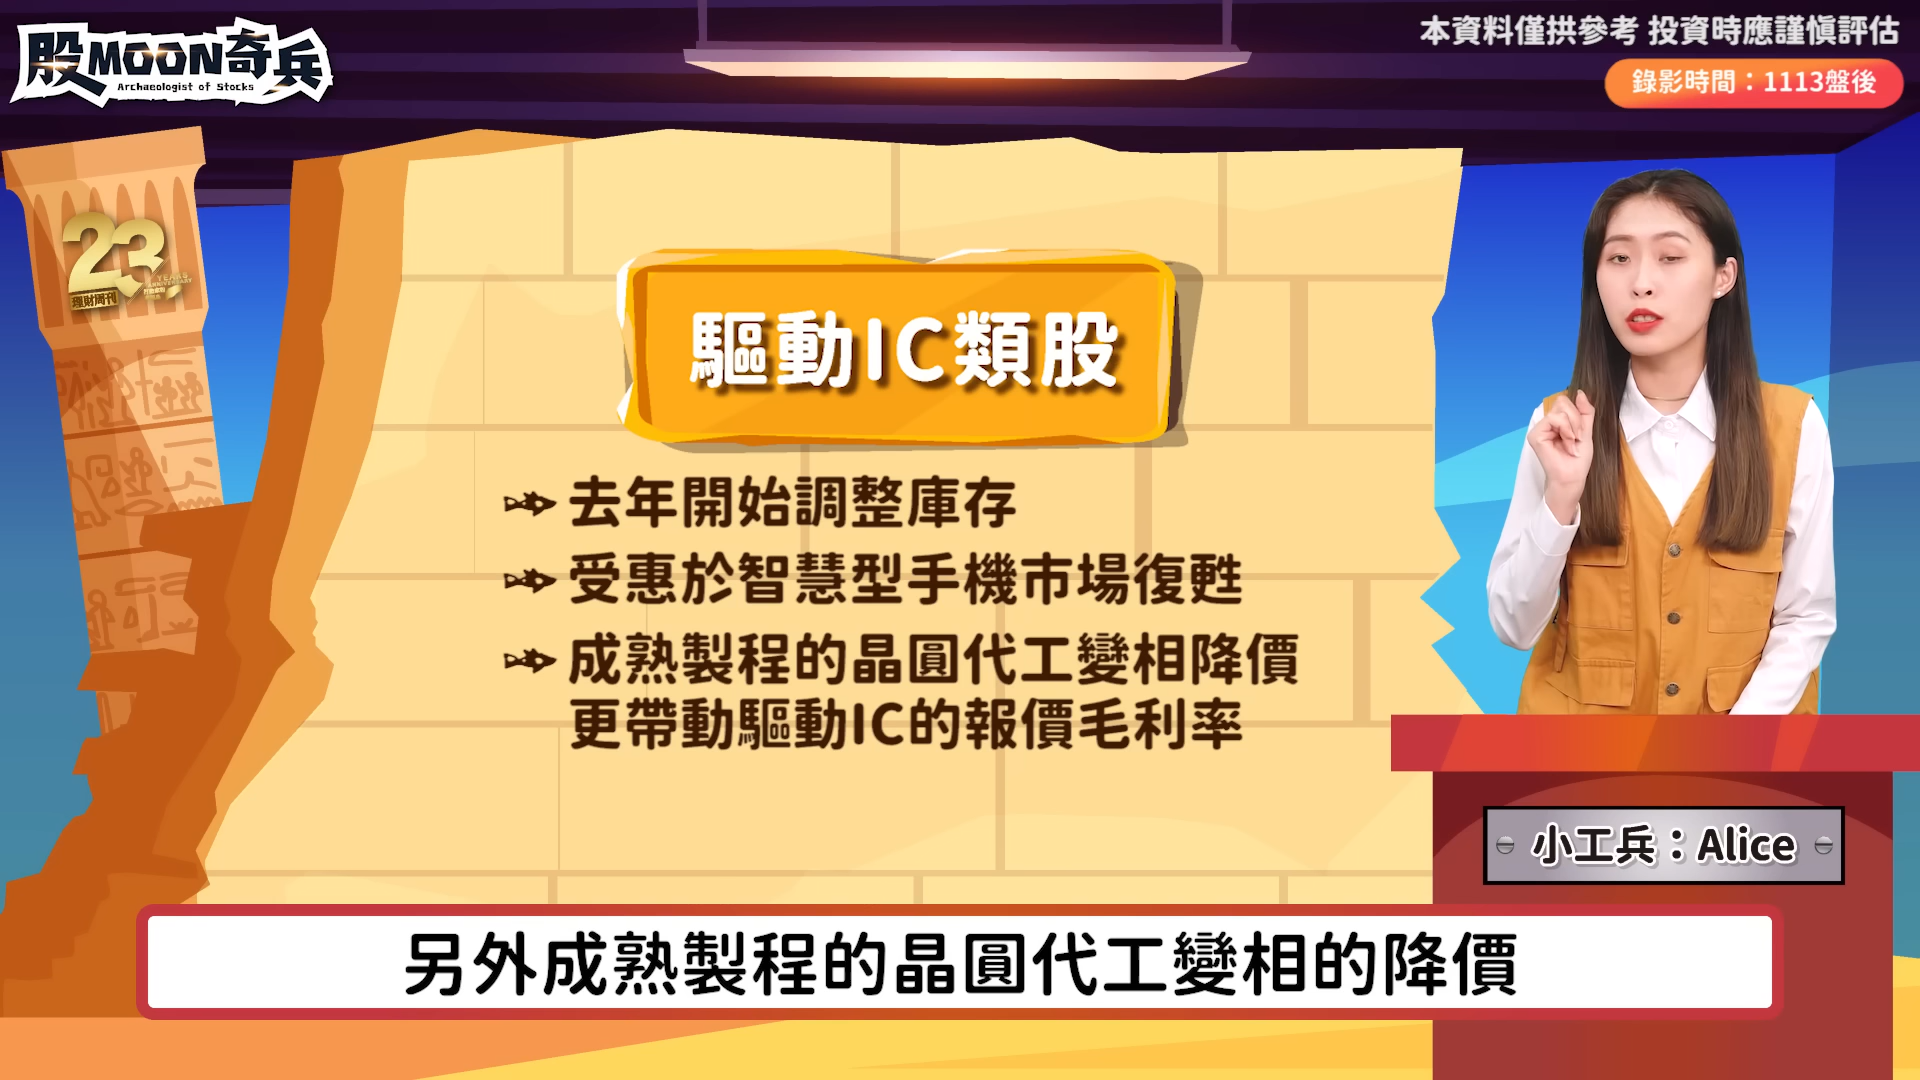 股MOON奇兵
Archaeologist of Stocks
本資料僅拱參考 投資時應謹慎評估
錄影時間：1113盤後
23
YEARS
ANNIVERSARY
理財周刊
驅動IC類股
去年開始調整庫存
受惠於智慧型手機市場復甦
成熟製程的晶圓代工變相降價
更帶動驅動IC的報價毛利率
小工兵：Alice
另外成熟製程的晶圓代工變相的降價